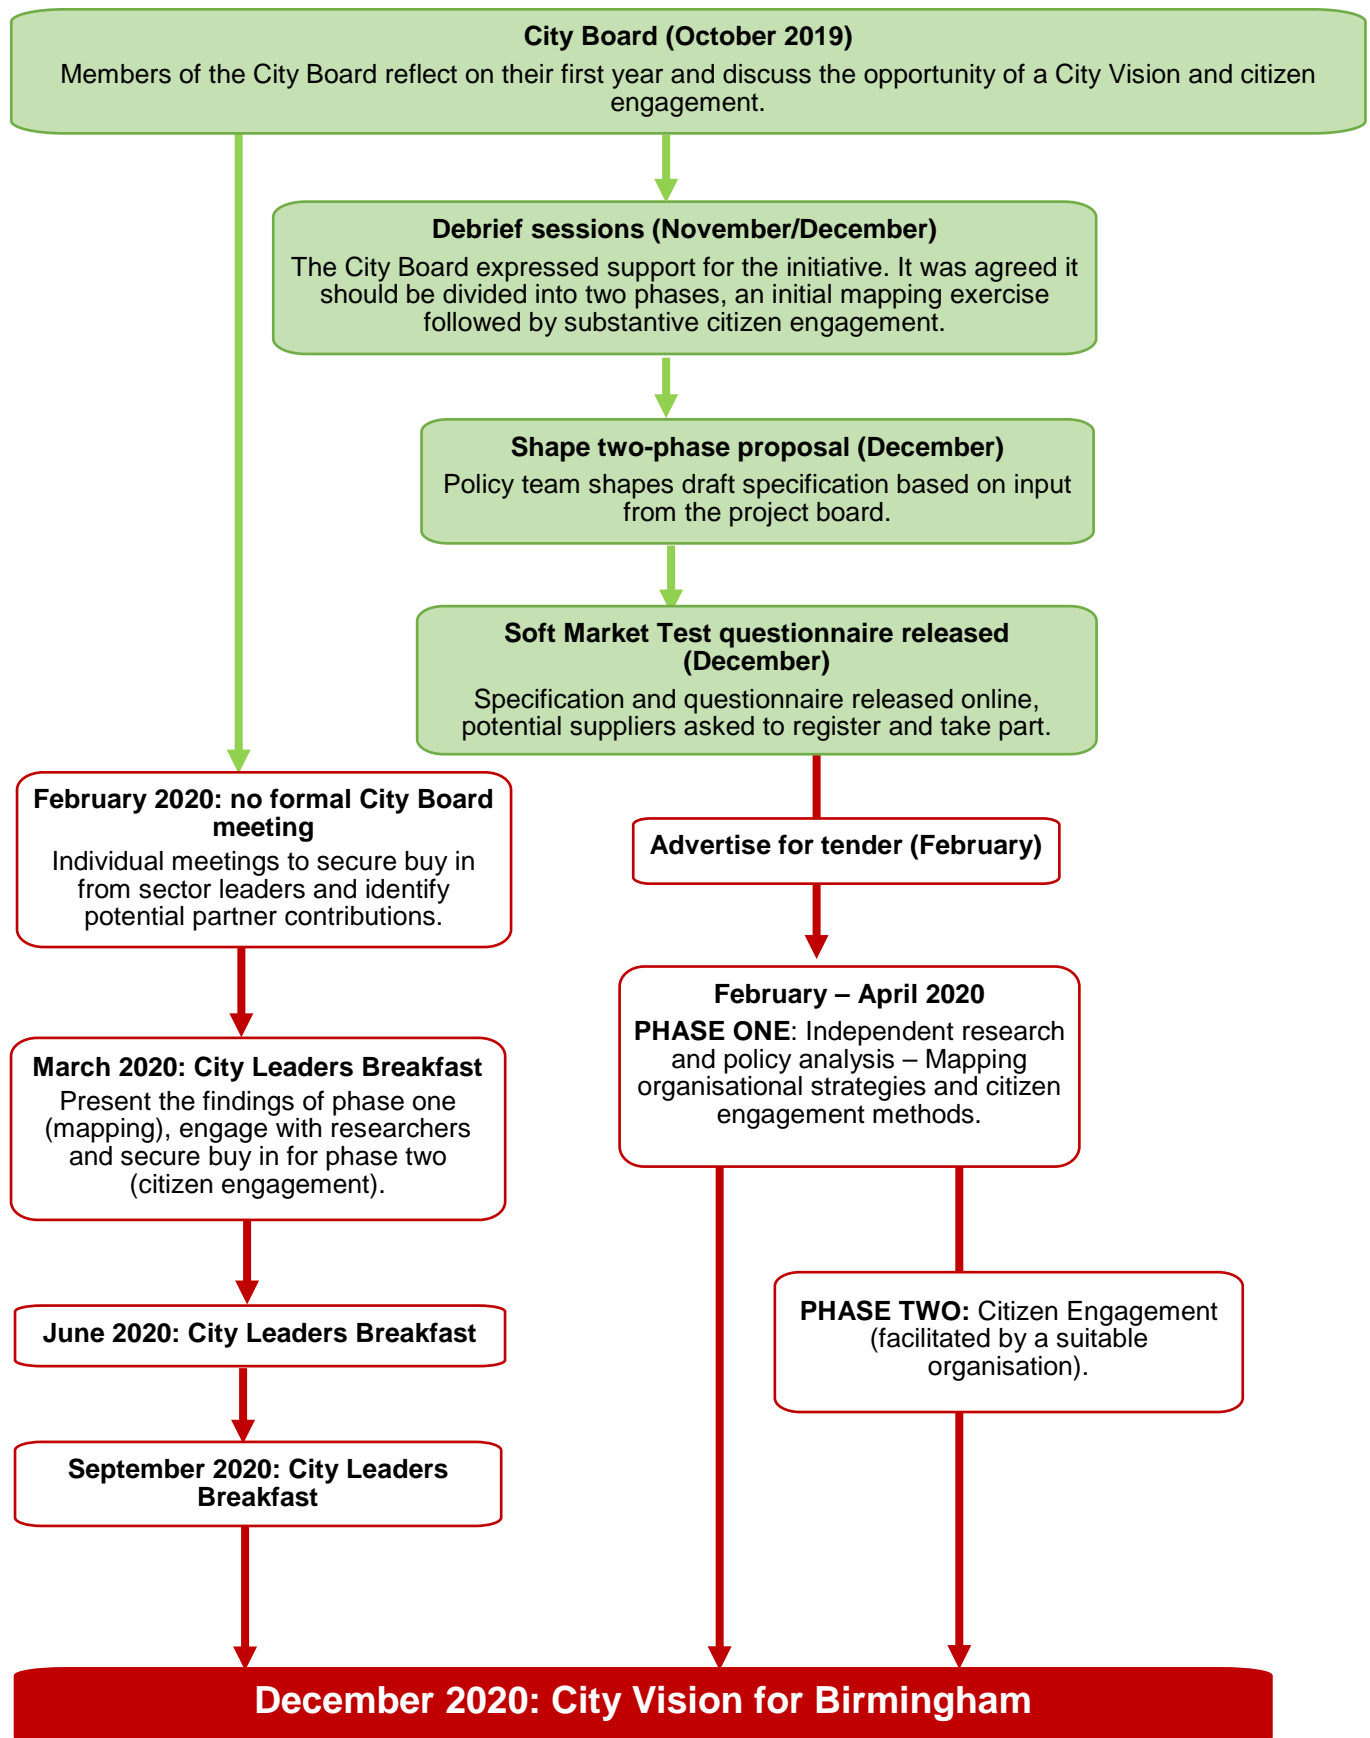 City Board (October 2019)
Members of the City Board reflect on their first year and discuss the opportunity of a City Vision and citizen
engagement.
Debrief sessions (November/December)
The City Board expressed support for the initiative. It was agreed it
should be divided into two phases, an initial mapping exercise
followed by substantive citizen engagement.
Shape two-phase proposal (December)
Policy team shapes draft specification based on input
from the project board.
Soft Market Test questionnaire released
(December)
Specification and questionnaire released online,
potential suppliers asked to register and take part.
February 2020: no formal City Board
meeting
Individual meetings to secure buy in
from sector leaders and identify
potential partner contributions.
Advertise for tender (February)
February – April 2020
PHASE ONE: Independent research
and policy analysis – Mapping
organisational strategies and citizen
engagement methods.
March 2020: City Leaders Breakfast
Present the findings of phase one
(mapping), engage with researchers
and secure buy in for phase two
(citizen engagement).
PHASE TWO: Citizen Engagement
(facilitated by a suitable
organisation).
June 2020: City Leaders Breakfast
September 2020: City Leaders
Breakfast
December 2020: City Vision for Birmingham